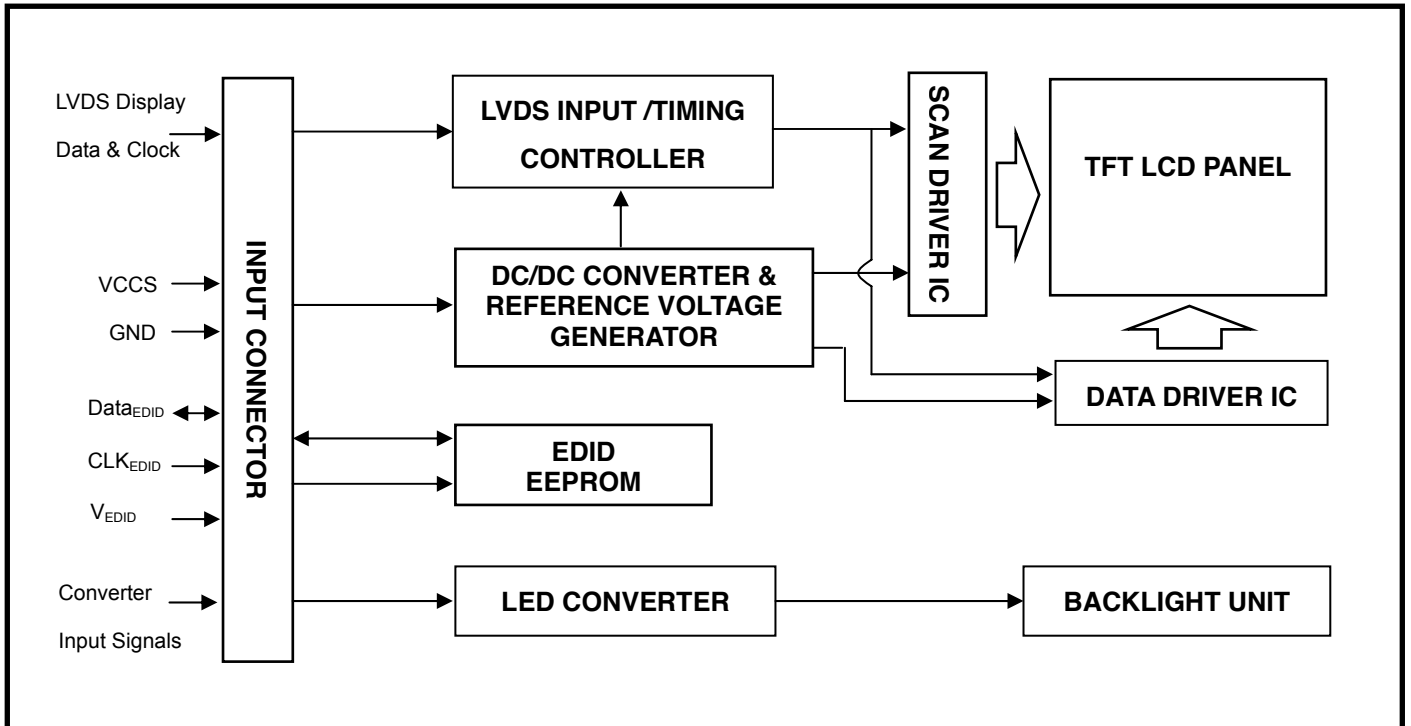 LVDS Display
Data & Clock
VCCS
GND
DataEDID
CLKEDID
VEDID
Converter
Input Signals
INPUT CONNECTOR
LVDS INPUT /TIMING
CONTROLLER
DC/DC CONVERTER &
REFERENCE VOLTAGE
GENERATOR
EDID
EEPROM
LED CONVERTER
SCAN DRIVER IC
TFT LCD PANEL
DATA DRIVER IC
BACKLIGHT UNIT